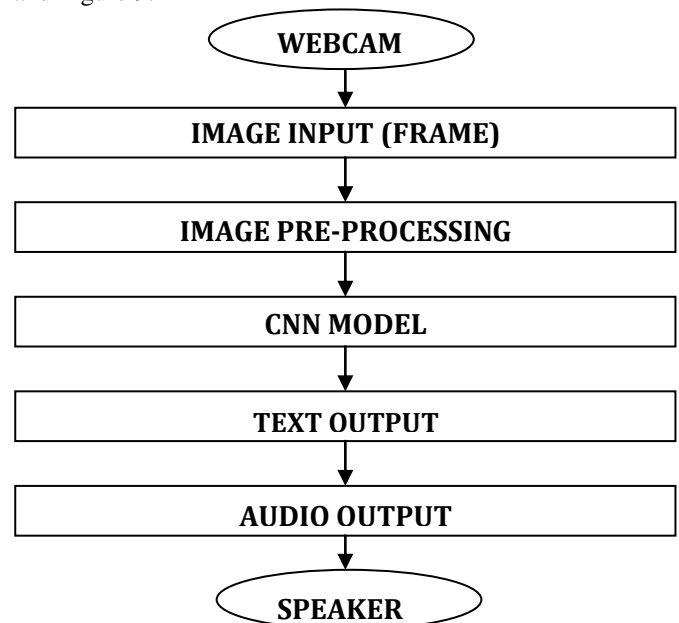 WEBCAM
IMAGE INPUT (FRAME)
IMAGE PRE-PROCESSING
CNN MODEL
TEXT OUTPUT
AUDIO OUTPUT
SPEAKER